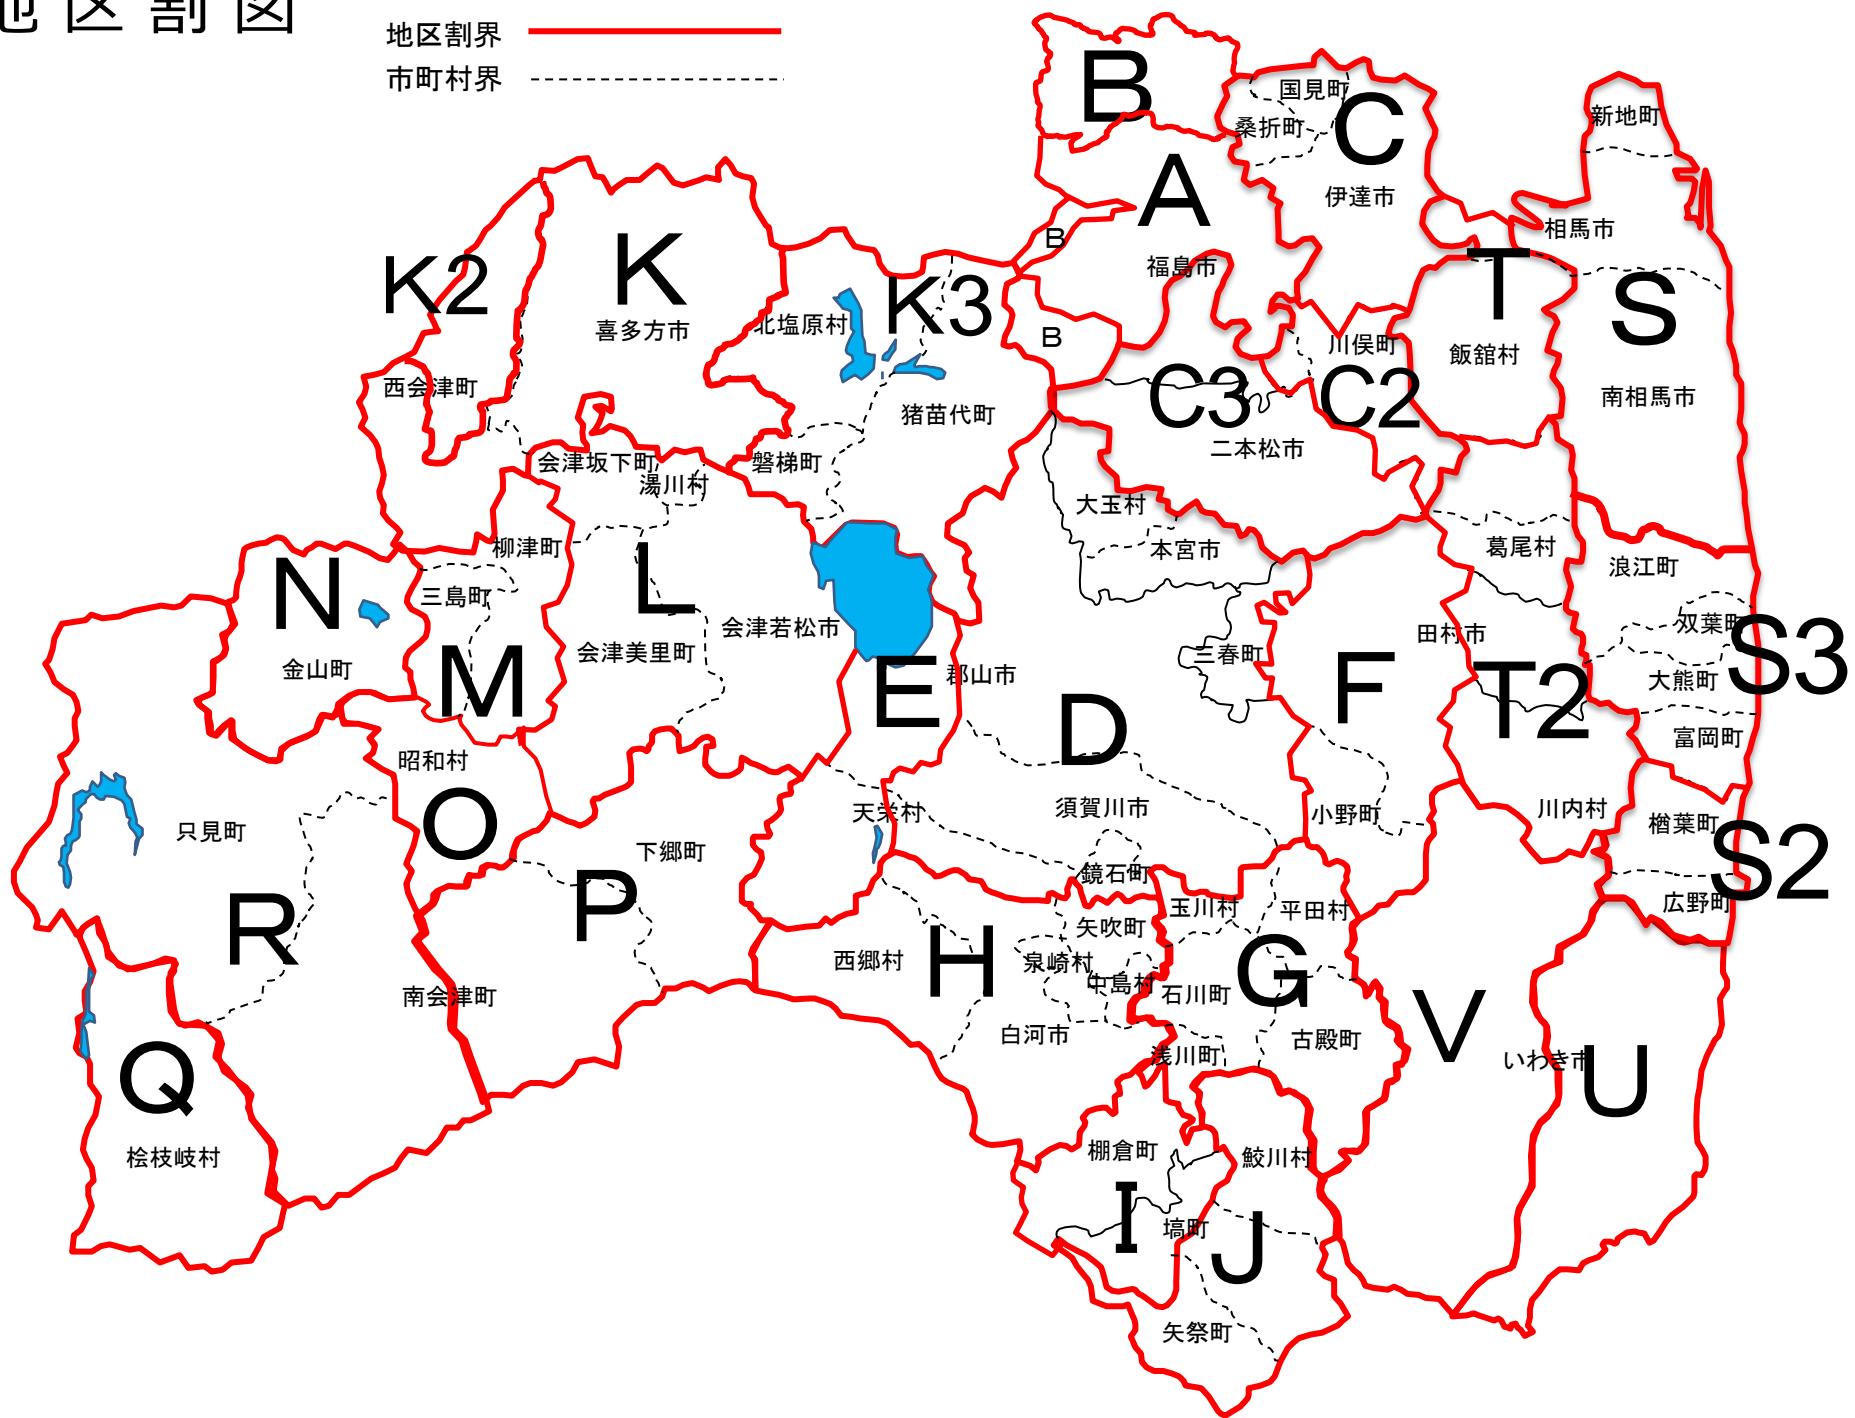 地区割図
地区割界
市町村界
B
国見町
C
桑折町
新地町
A
伊達市
相馬市
B
福島市
T
K2
K
K3
S
喜多方市
北塩原村
B
川俣町
飯舘村
西会津町
C3
C2
南相馬市
猪苗代町
二本松市
会津坂下町
磐梯町
湯川村
大玉村
柳津町
本宮市
葛尾村
浪江町
N
三島町
L
会津若松市
双葉町
田村市
S3
金山町
M
会津美里町
E
郡山市
三春町
F
T2
大熊町
D
富岡町
昭和村
天栄村
須賀川市
小野町
川内村
楢葉町
O
只見町
下郷町
S2
鏡石町
R
P
玉川村
平田村
広野町
矢吹町
西郷村
H
泉崎村
G
中島村
南会津町
石川町
V
白河市
古殿町
浅川町
いわき市
U
Q
桧枝岐村
棚倉町
鮫川村
I
塙町
J
矢祭町